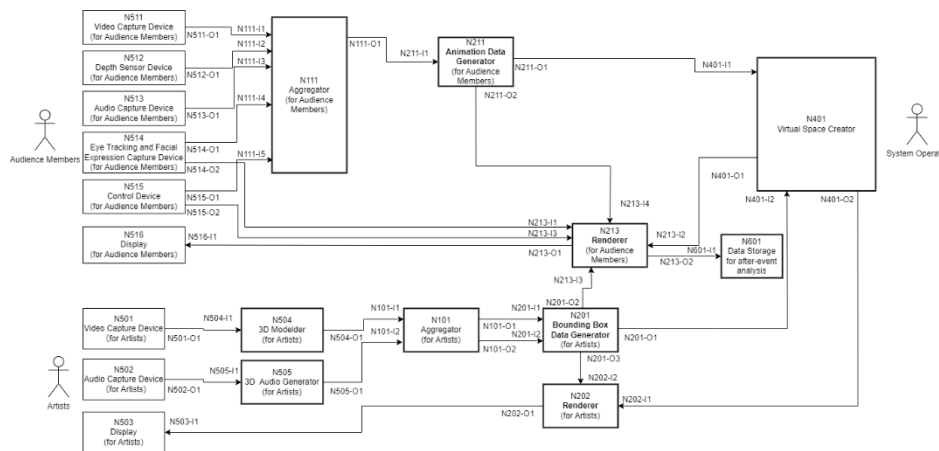 N511
Video Capture Device
(for Audience Members)
N511-O1
N111-I1
N111-I2
N512
Depth Sensor Device
(for Audience Members)
N512-O1
N111-I3
N513
Audio Capture Device
(for Audience Members)
N513-O1
N111-I4
N514
Eye Tracking and Facial
Expression Capture Device
(for Audience Members)
N514-O1
N514-O2
N111-I5
N515
Control Device
(for Audience Members)
N515-O1
N515-O2
N516
Display
(for Audience Members)
N516-I1
Audience Members
N111
Aggregator
(for Audience
Members)
N111-O1
N211-I1
N211
Animation Data
Generator
(for Audience
Members)
N211-O1
N211-O2
N401-I1
N401
Virtual Space Creator
N401-O1
N401-I2
N401-O2
System Operat
N213-I4
N213-I1
N213-I3
N213-O1
N213
Renderer
(for Audience
Members)
N213-I2
N213-O2
N213-I3
N601-I1
N601
Data Storage
for after-event
analysis
N501
Video Capture Device
(for Artists)
N501-O1
N504-I1
N504
3D Modelder
(for Artists)
N504-O1
N101-I1
N101-I2
N101
Aggregator
(for Artists)
N101-O1
N101-O2
N201-I1
N201-I2
N201-O2
N201
Bounding Box
Data Generator
(for Artists)
N201-O1
N201-O3
N502
Audio Capture Device
(for Artists)
N502-O1
N505-I1
N505
3D Audio Generator
(for Artists)
N505-O1
Artists
N202-I2
N202
Renderer
(for Artists)
N202-I1
N202-O1
N503
Display
(for Artists)
N503-I1